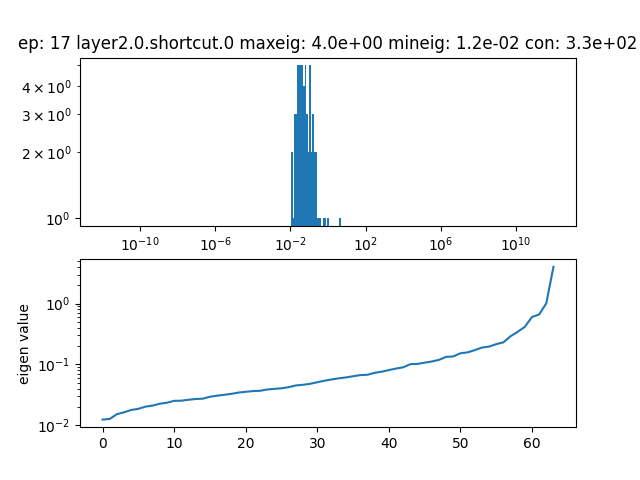 ep: 17 layer2.0.shortcut.0 maxeig: 4.0e+00 mineig: 1.2e-02 con: 3.3e+02
4 × 10⁰
3 × 10⁰
2 × 10⁰
10⁰
10⁻¹⁰ 10⁻⁶ 10⁻² 10² 10⁶ 10¹⁰
eigen value
10⁰
10⁻¹
10⁻²
0 10 20 30 40 50 60